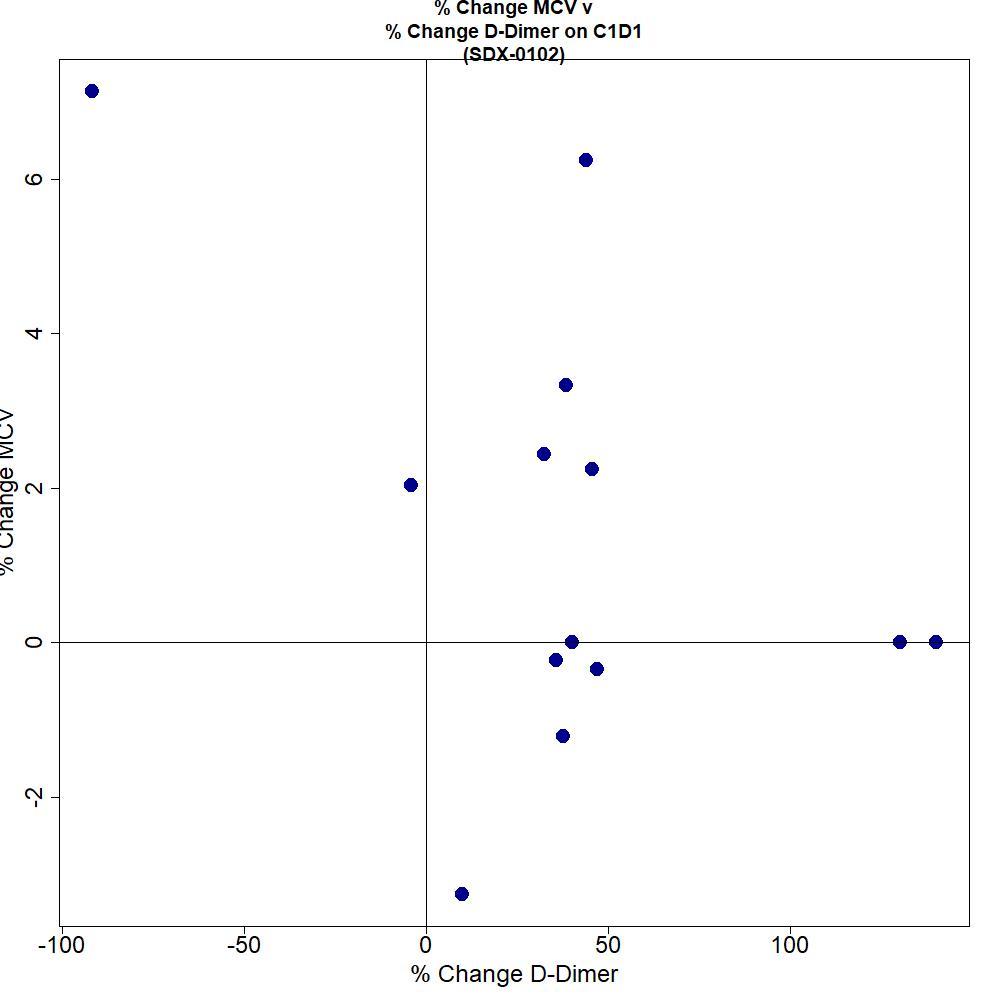 % Change MCV v
% Change D-Dimer on C1D1
(SDX-0102)
% Change MCV
6
4
2
0
-2
-100
-50
0
50
100
% Change D-Dimer